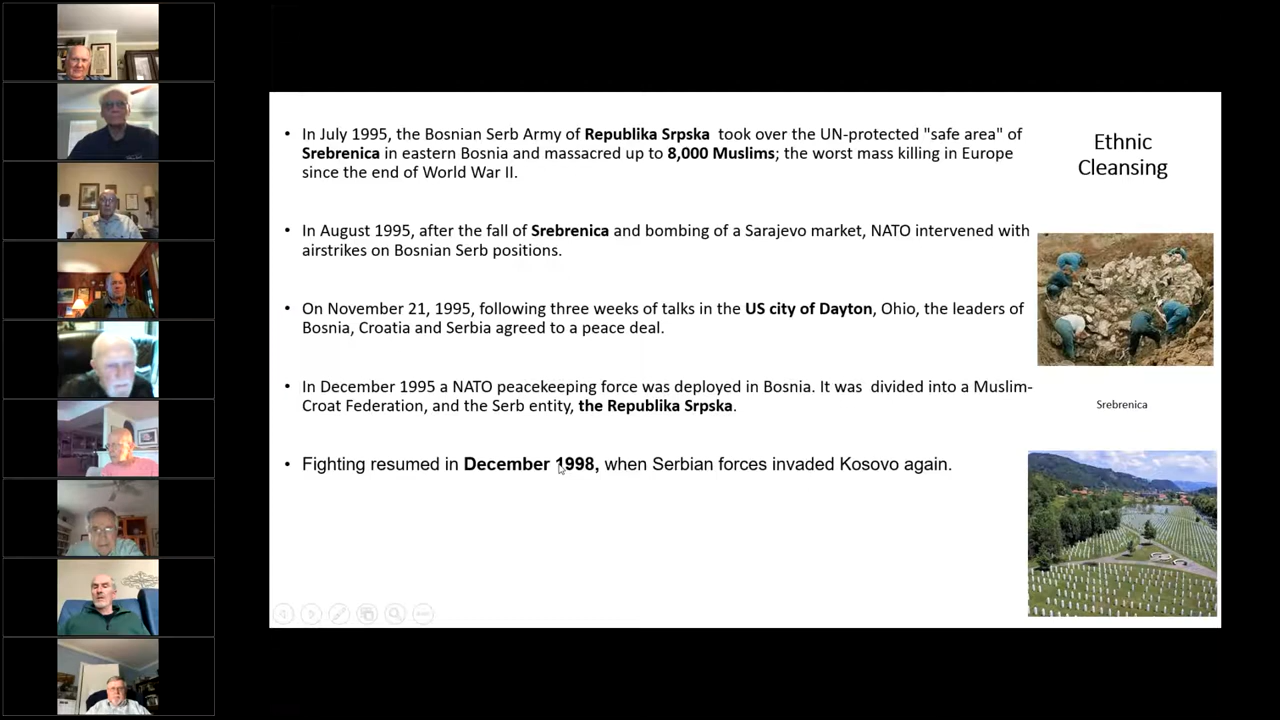 • In July 1995, the Bosnian Serb Army of Republika Srpska took over the UN-protected "safe area" of
Srebrenica in eastern Bosnia and massacred up to 8,000 Muslims; the worst mass killing in Europe
since the end of World War II.
• In August 1995, after the fall of Srebrenica and bombing of a Sarajevo market, NATO intervened with
airstrikes on Bosnian Serb positions.
• On November 21, 1995, following three weeks of talks in the US city of Dayton, Ohio, the leaders of
Bosnia, Croatia and Serbia agreed to a peace deal.
• In December 1995 a NATO peacekeeping force was deployed in Bosnia. It was divided into a Muslim-
Croat Federation, and the Serb entity, the Republika Srpska.
• Fighting resumed in December 1998, when Serbian forces invaded Kosovo again.
Ethnic
Cleansing
Srebrenica